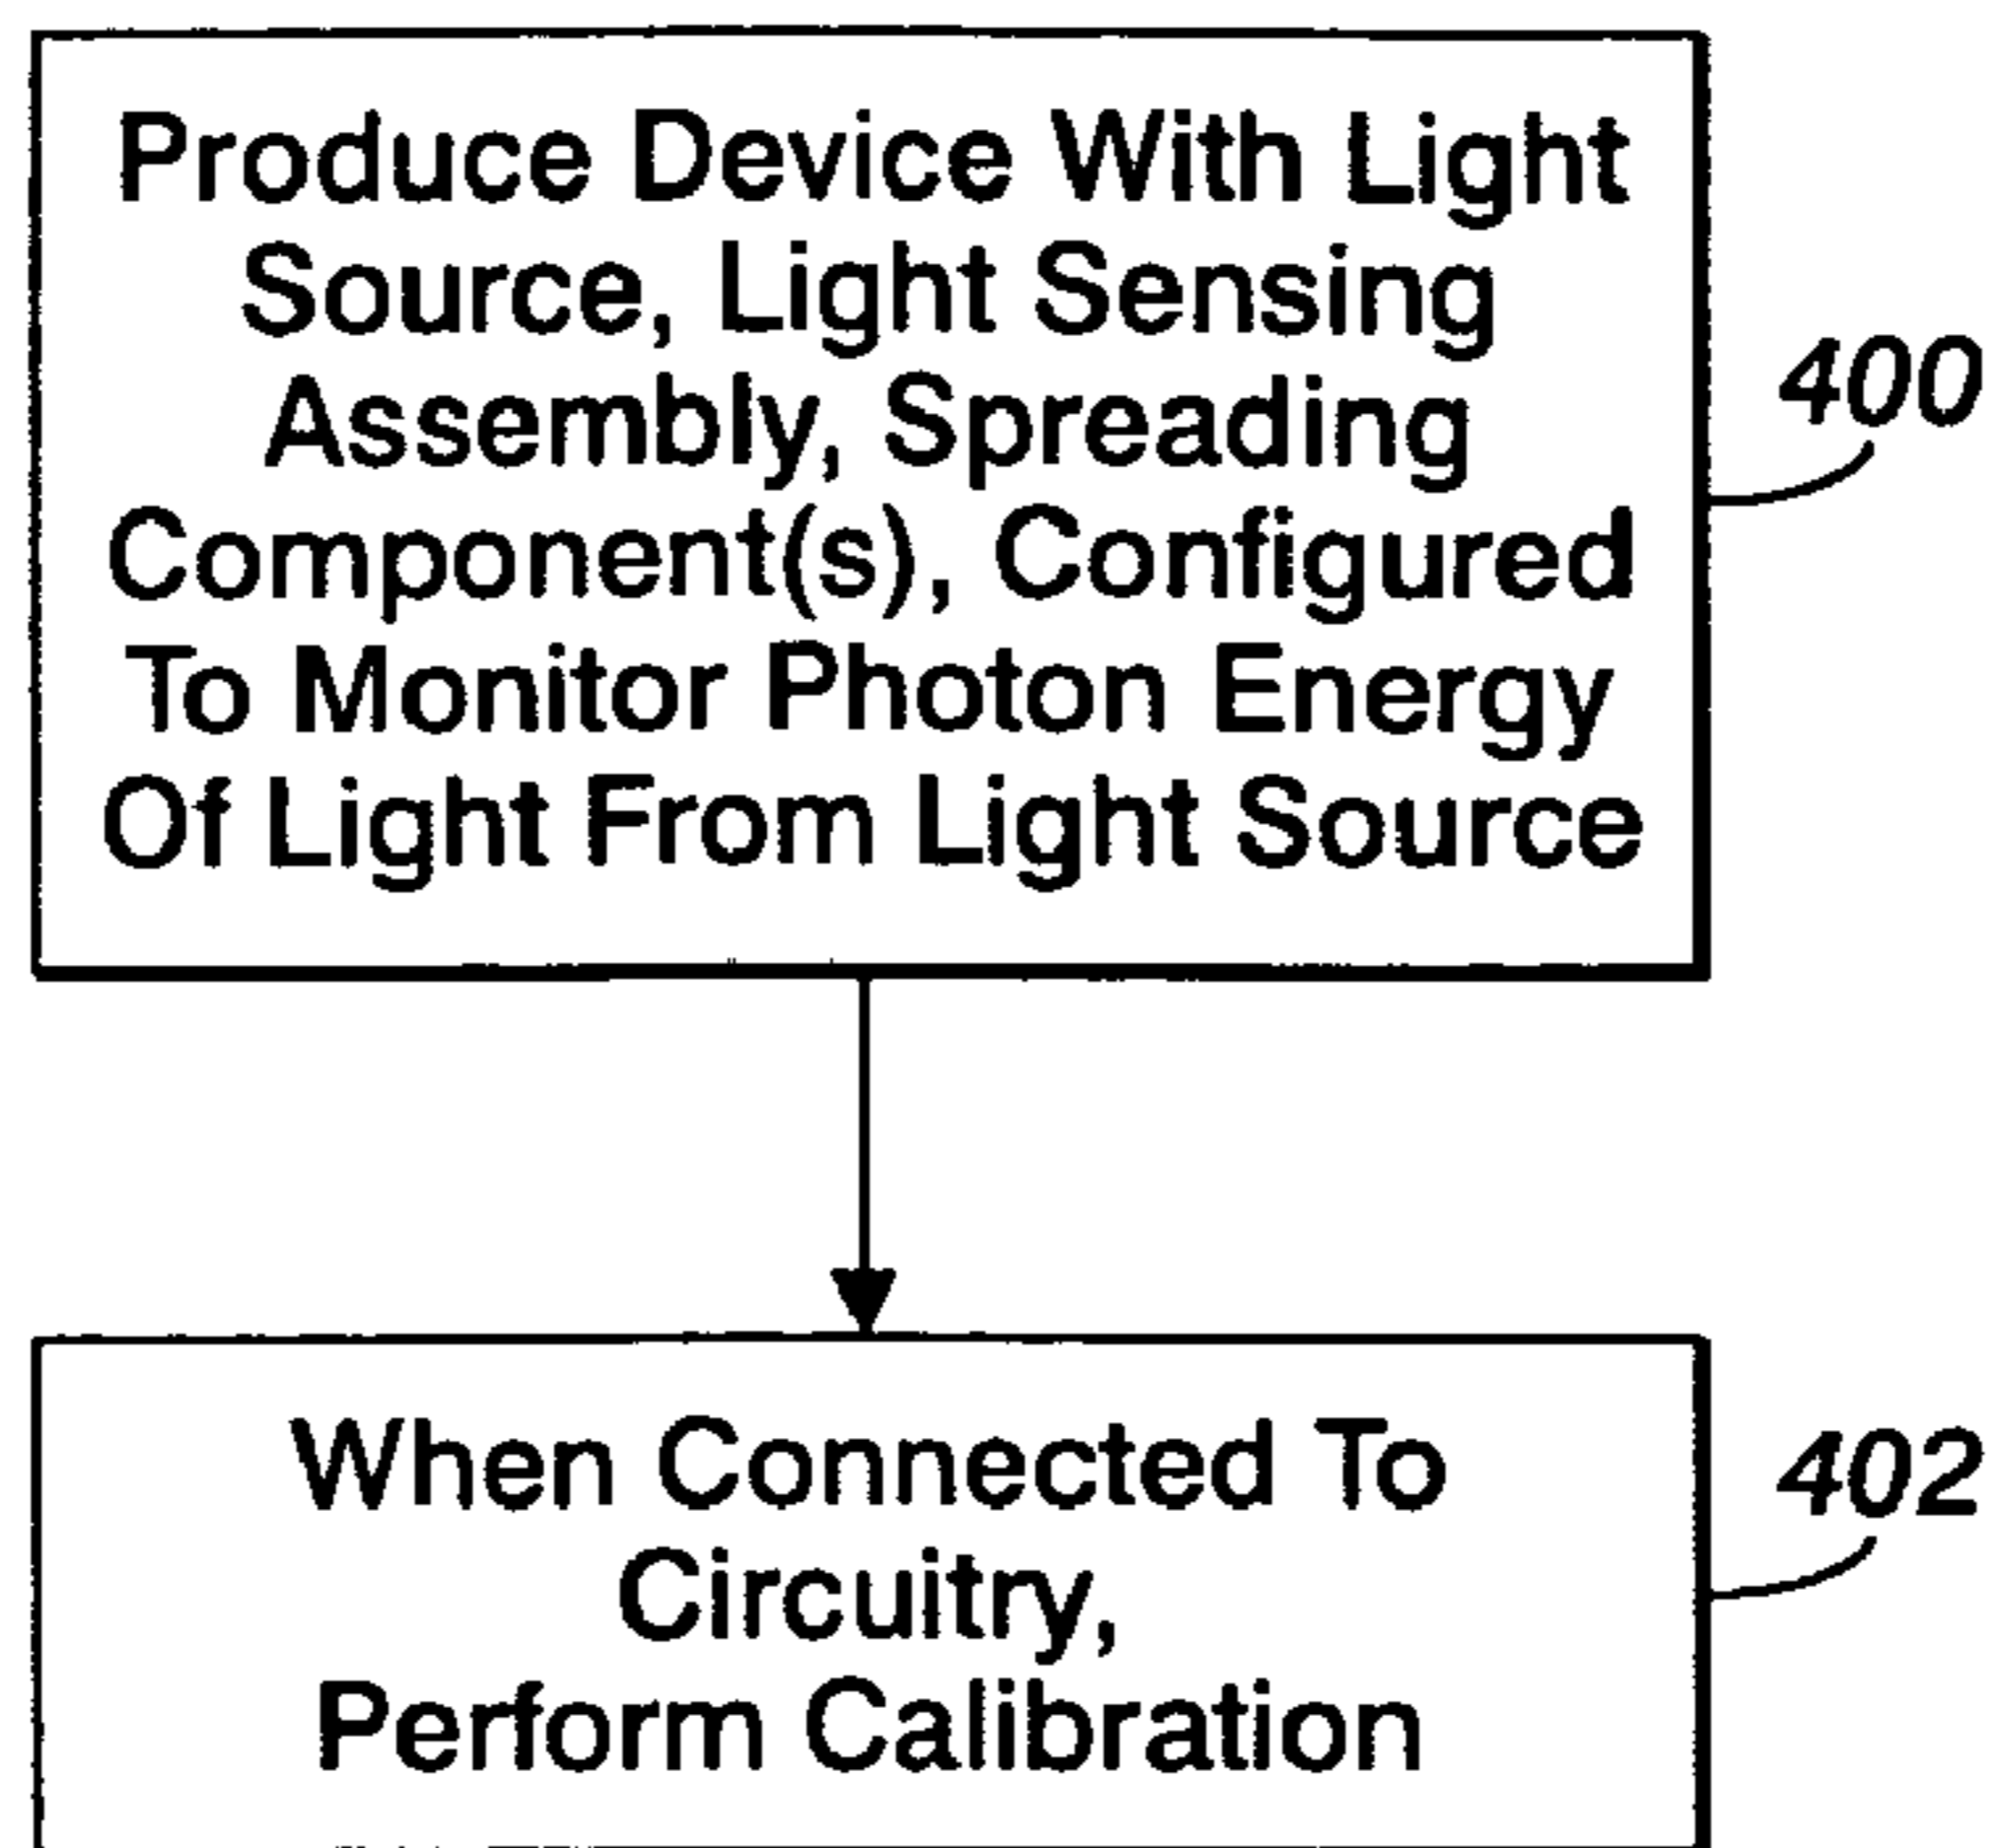 Produce Device With Light
Source, Light Sensing
Assembly, Spreading
Component(s), Configured
To Monitor Photon Energy
Of Light From Light Source
400
When Connected To
Circuitry,
Perform Calibration
402